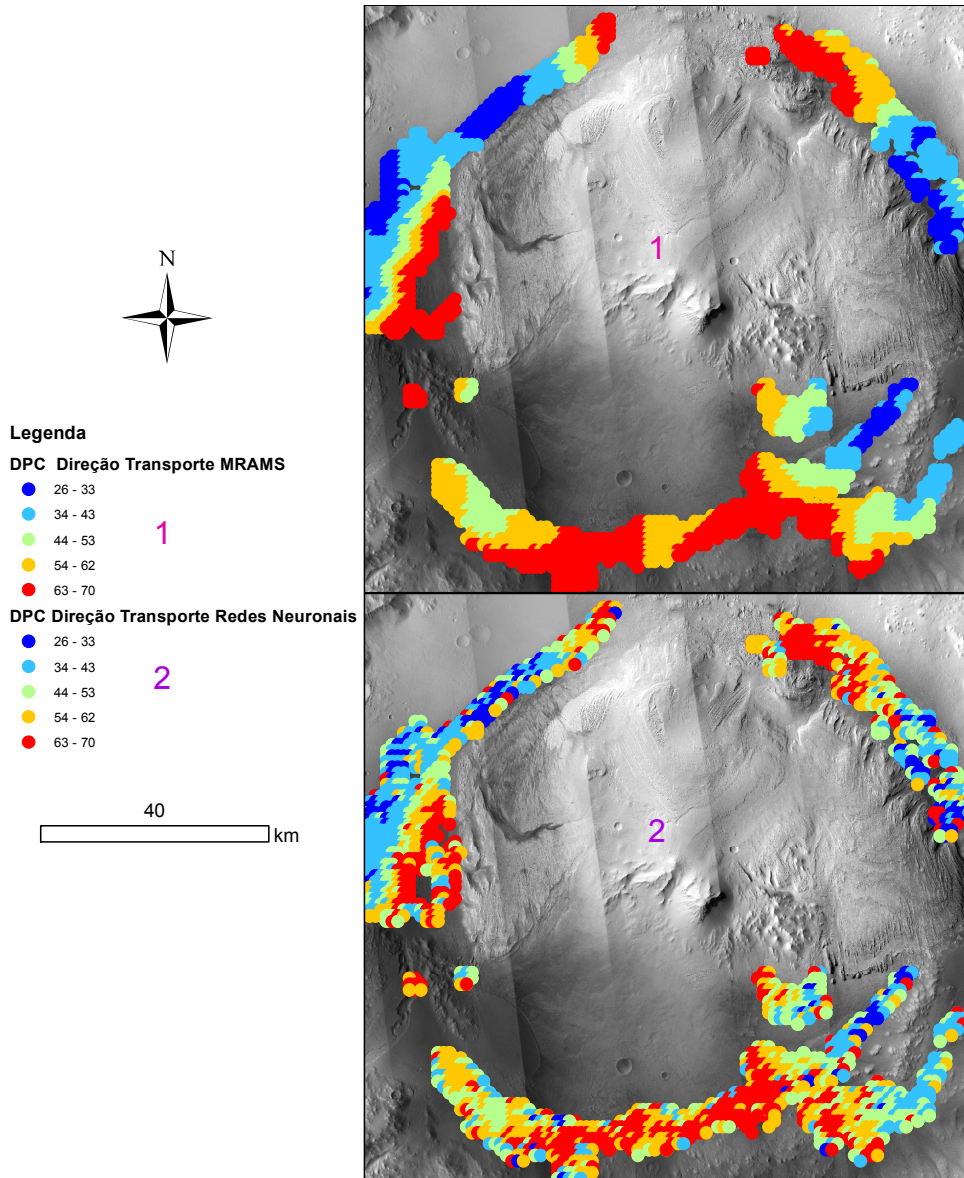 N
Legenda
DPC Direção Transporte MRAMS
26 - 33
34 - 43
44 - 53
54 - 62
63 - 70
1
DPC Direção Transporte Redes Neuronais
26 - 33
34 - 43
44 - 53
54 - 62
63 - 70
2
40
km
1
2